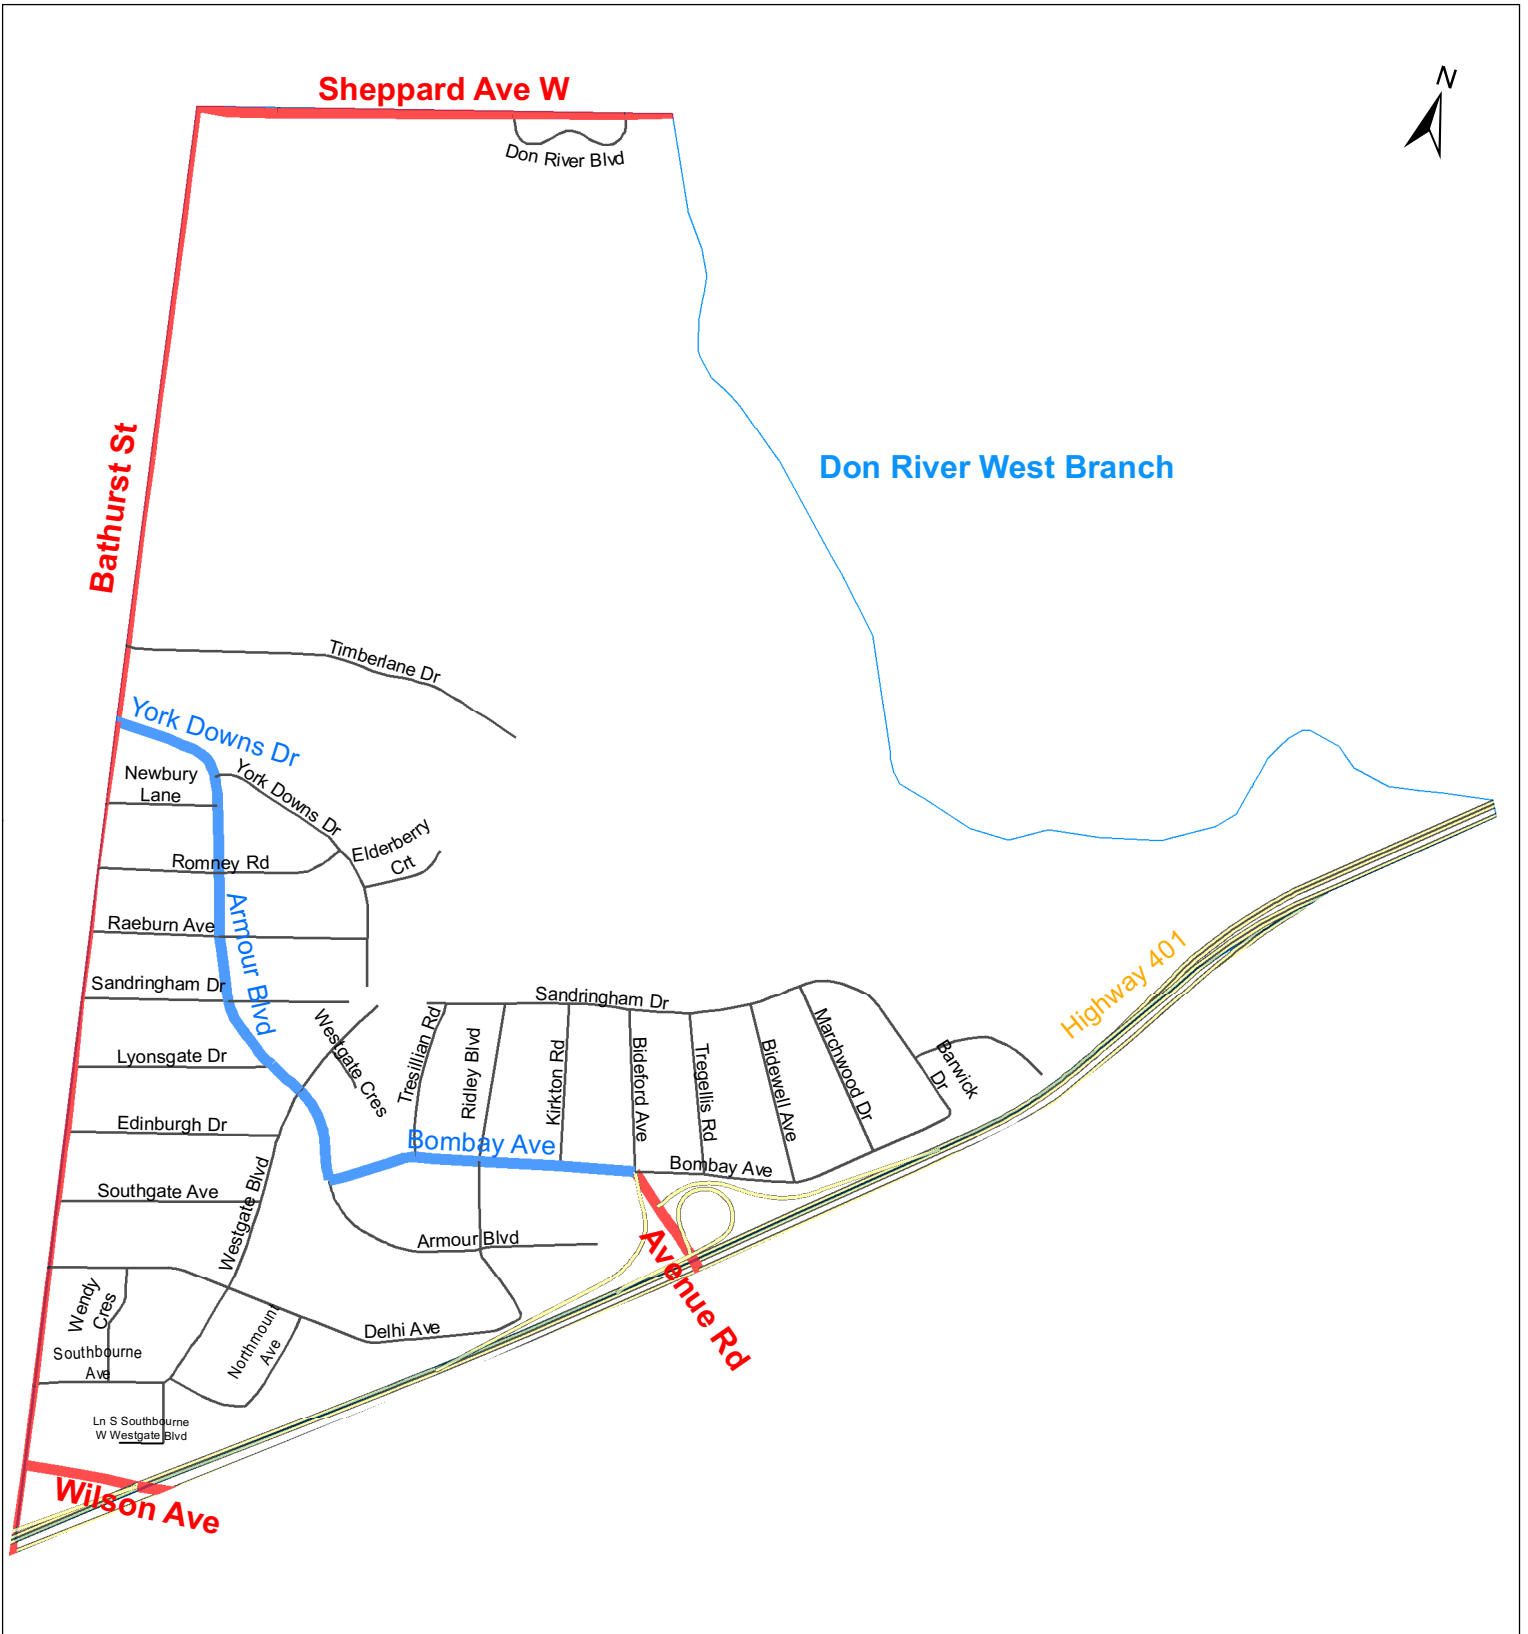 Sheppard Ave W
N
Don River Blvd
Bathurst St
Don River West Branch
Timberlane Dr
York Downs Dr
Newbury
Lane
York Downs Dr
Elderberry
Crt
Romney Rd
Armour Blvd
Raeburn Ave
Highway 401
Sandringham Dr
Sandringham Dr
Westgate Cres
Tresillian Rd
Ridley Blvd
Kirkton Rd
Bideford Ave
Tregellis Rd
Bidewell Ave
Marchwood Dr
Barwick
Dr
Lyonsgate Dr
Edinburgh Dr
Bombay Ave
Bombay Ave
Southgate Ave
Westgate Blvd
Armour Blvd
Avenue Rd
Wendy
Cres
Northmount
Ave
Delhi Ave
Southbourne
Ave
Ln S Southbourne
W Westgate Blvd
Wilson Ave